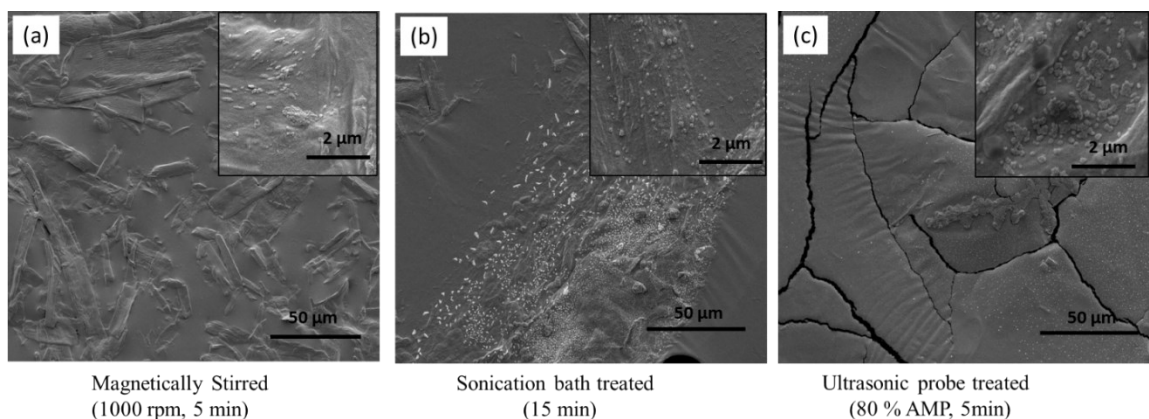 (a)
2 µm
50 µm
Magnetically Stirred
(1000 rpm, 5 min)
(b)
2 µm
50 µm
Sonication bath treated
(15 min)
(c)
2 µm
50 µm
Ultrasonic probe treated
(80 % AMP, 5min)